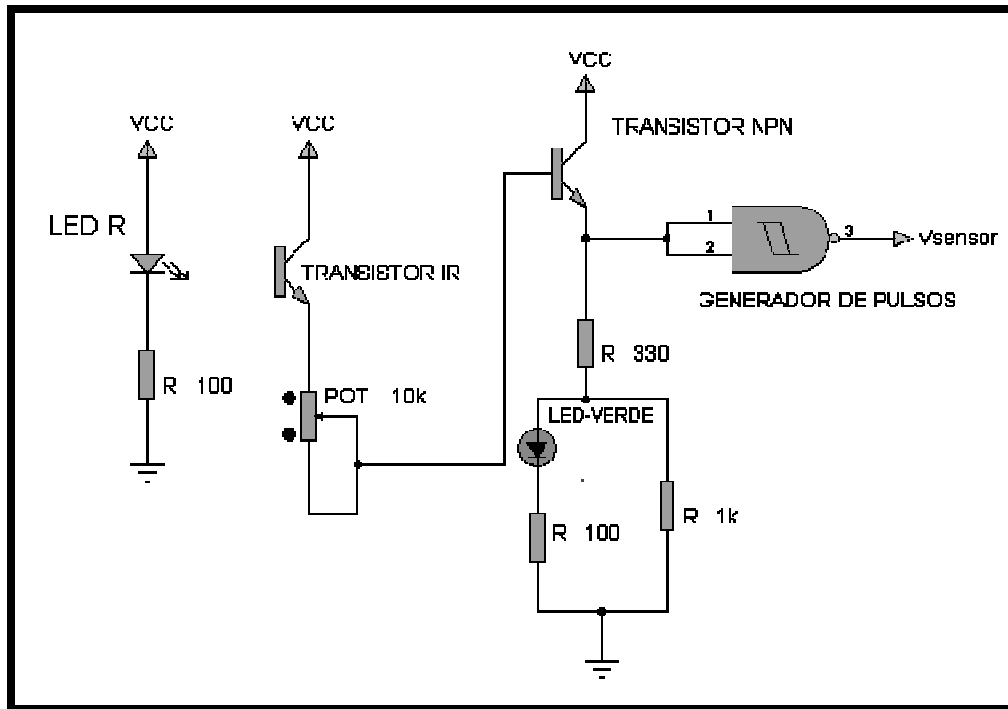 VCC
TRANSISTOR NPN
VCC
VCC
LED R
1
2
3
Vsensor
TRANSISTOR IR
GENERADOR DE PULSOS
R 330
R 100
POT 10k
LED-VERDE
R 100
R 1k